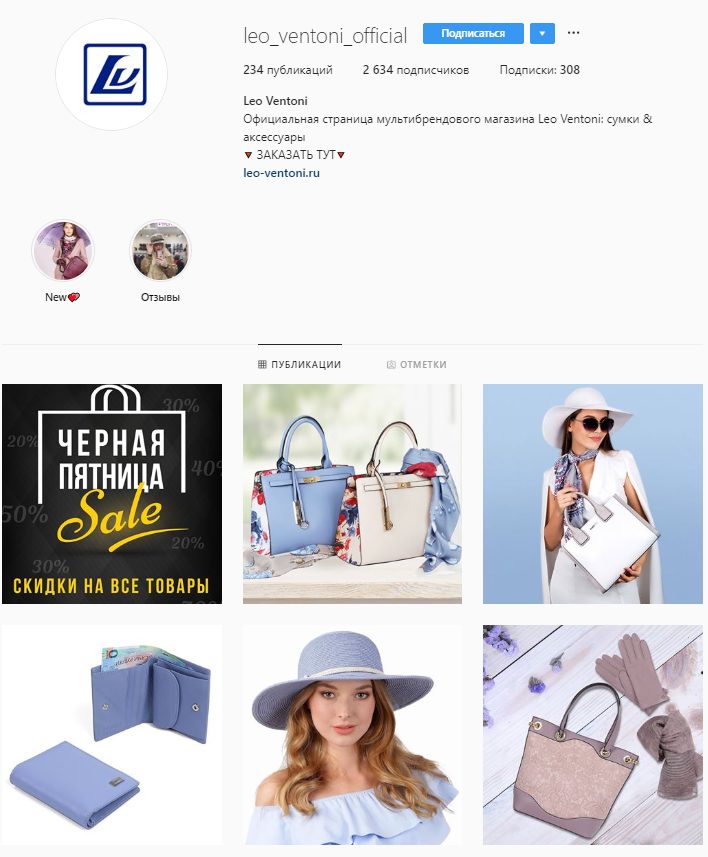 leo_ventoni_official
Подписаться
234 публикаций 2 634 подписчиков Подписки: 308
Leo Ventoni
Официальная страница мультибрендового магазина Leo Ventoni: сумки &
аксессуары
🔻 ЗАКАЗАТЬ ТУТ🔻
leo-ventoni.ru
New💕 Отзывы
ПУБЛИКАЦИИ ОТМЕТКИ
30%
20%
ЧЕРНАЯ
40%
ПЯТНИЦА
50%
Sale
20%
30%
СКИДКИ НА ВСЕ ТОВАРЫ